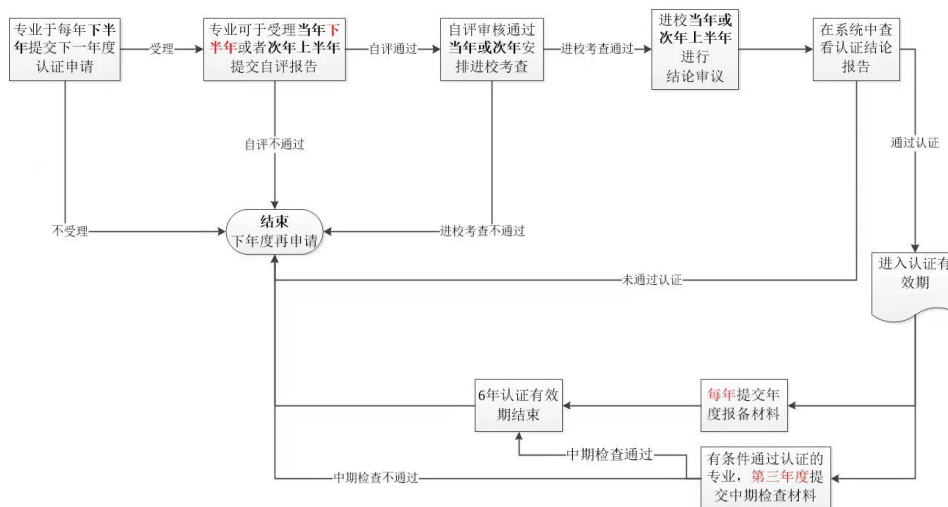 专业于每年下半
年提交下一年度
认证申请
受理
专业可于受理当年下
半年或者次年上半年
提交自评报告
自评通过
自评审核通过
当年或次年安
排进校考查
进校考查通过
进校当年或
次年上半年
进行
结论审议
在系统中查
看认证结论
报告
通过认证
自评不通过
不受理
结束
下年度再申请
进校考查不通过
未通过认证
进入认证有
效期
6年认证有效
期结束
每年提交年
度报备材料
中期检查通过
中期检查不通过
有条件通过认证的
专业，第三年度提
交中期检查材料